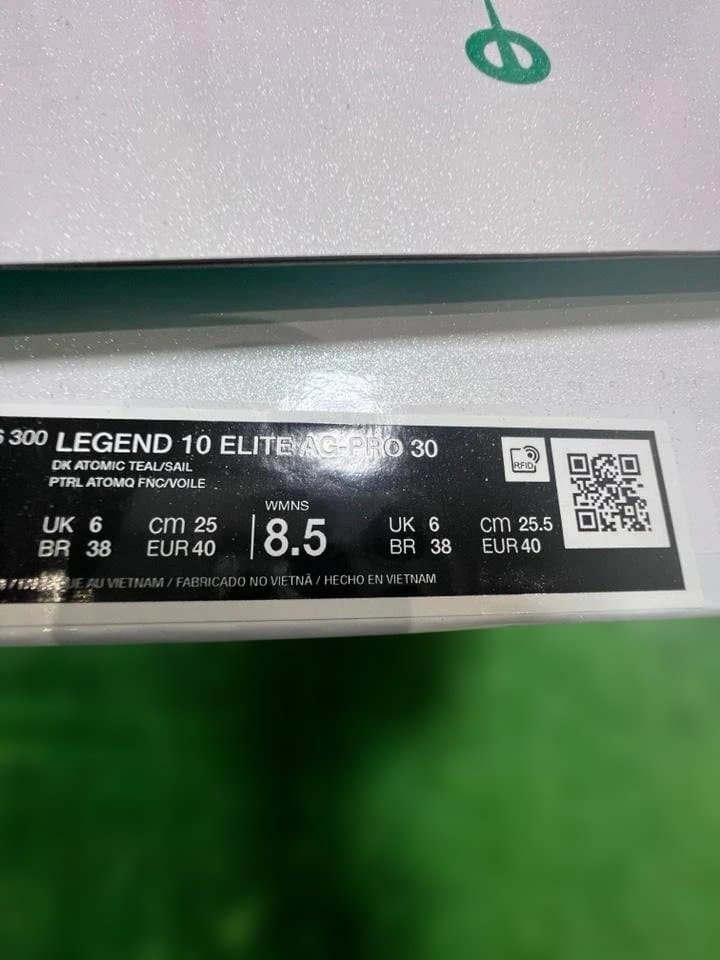 300 LEGEND 10 ELITE AG-PRO 30
DK ATOMIC TEAL/SAIL
PTRL ATOMQ FNC/VOILE
UK 6 cm 25 WMNS 8.5 UK 6 cm 25.5
BR 38 EUR 40 BR 38 EUR 40
AU VIETNAM / FABRICADO NO VIETNÃ / HECHO EN VIETNAM
RFID